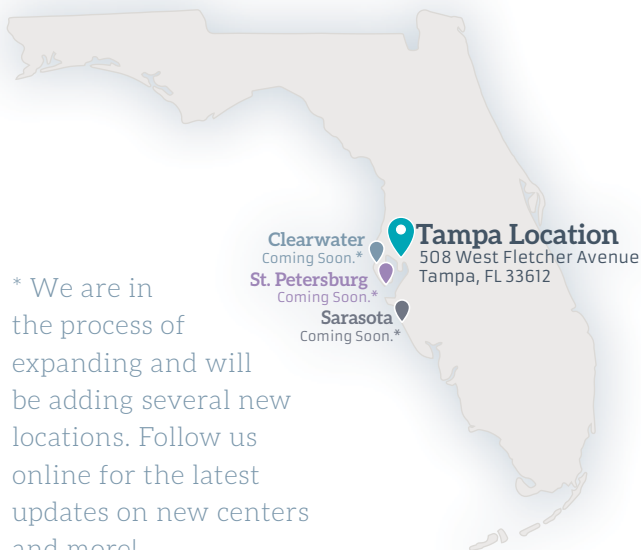 Tampa Location
508 West Fletcher Avenue
Tampa, FL 33612
Clearwater
Coming Soon.*
St. Petersburg
Coming Soon.*
Sarasota
Coming Soon.*
* We are in
the process of
expanding and will
be adding several new
locations. Follow us
online for the latest
updates on new centers
and more!